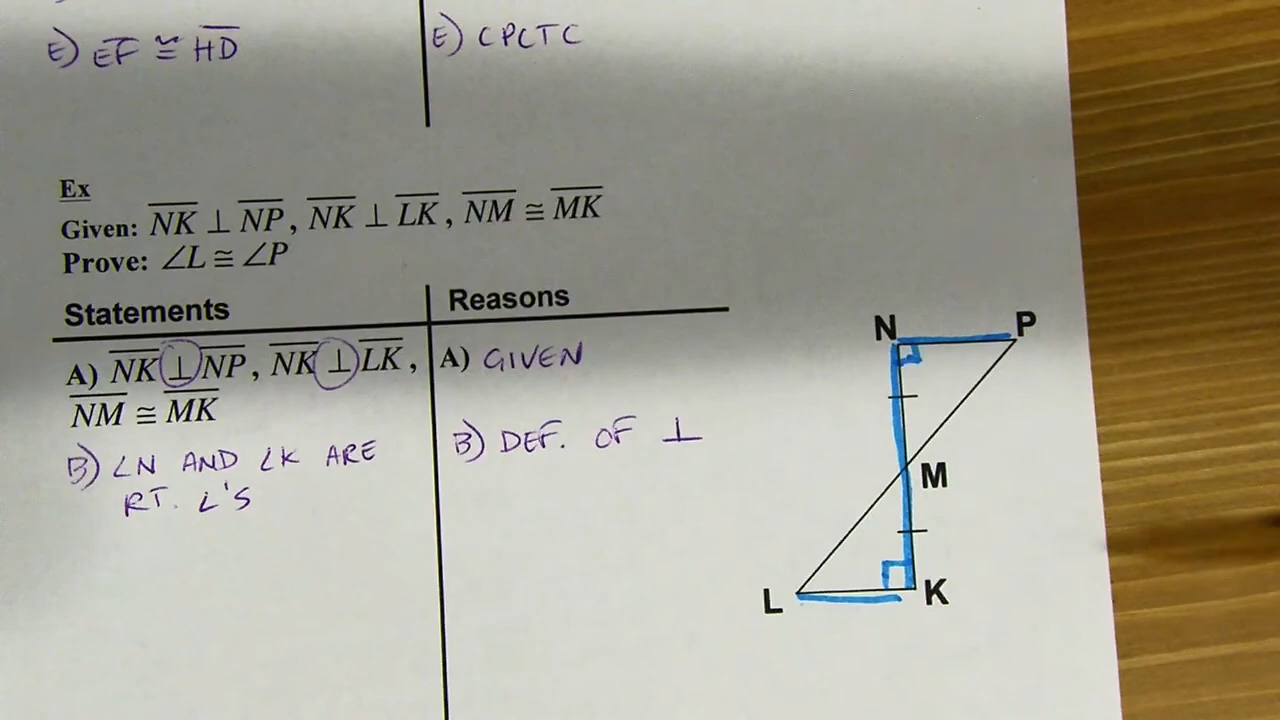 E) EF ≅ HD
E) CPCTC
Ex
Given: NK ⊥ NP, NK ⊥ LK, NM ≅ MK
Prove: ∠L ≅ ∠P
Statements
Reasons
A) NK ⊥ NP, NK ⊥ LK,
NM ≅ MK
A) GIVEN
B) ∠N AND ∠K ARE
RT. ∠'S
B) DEF. OF ⊥
N
P
M
L
K